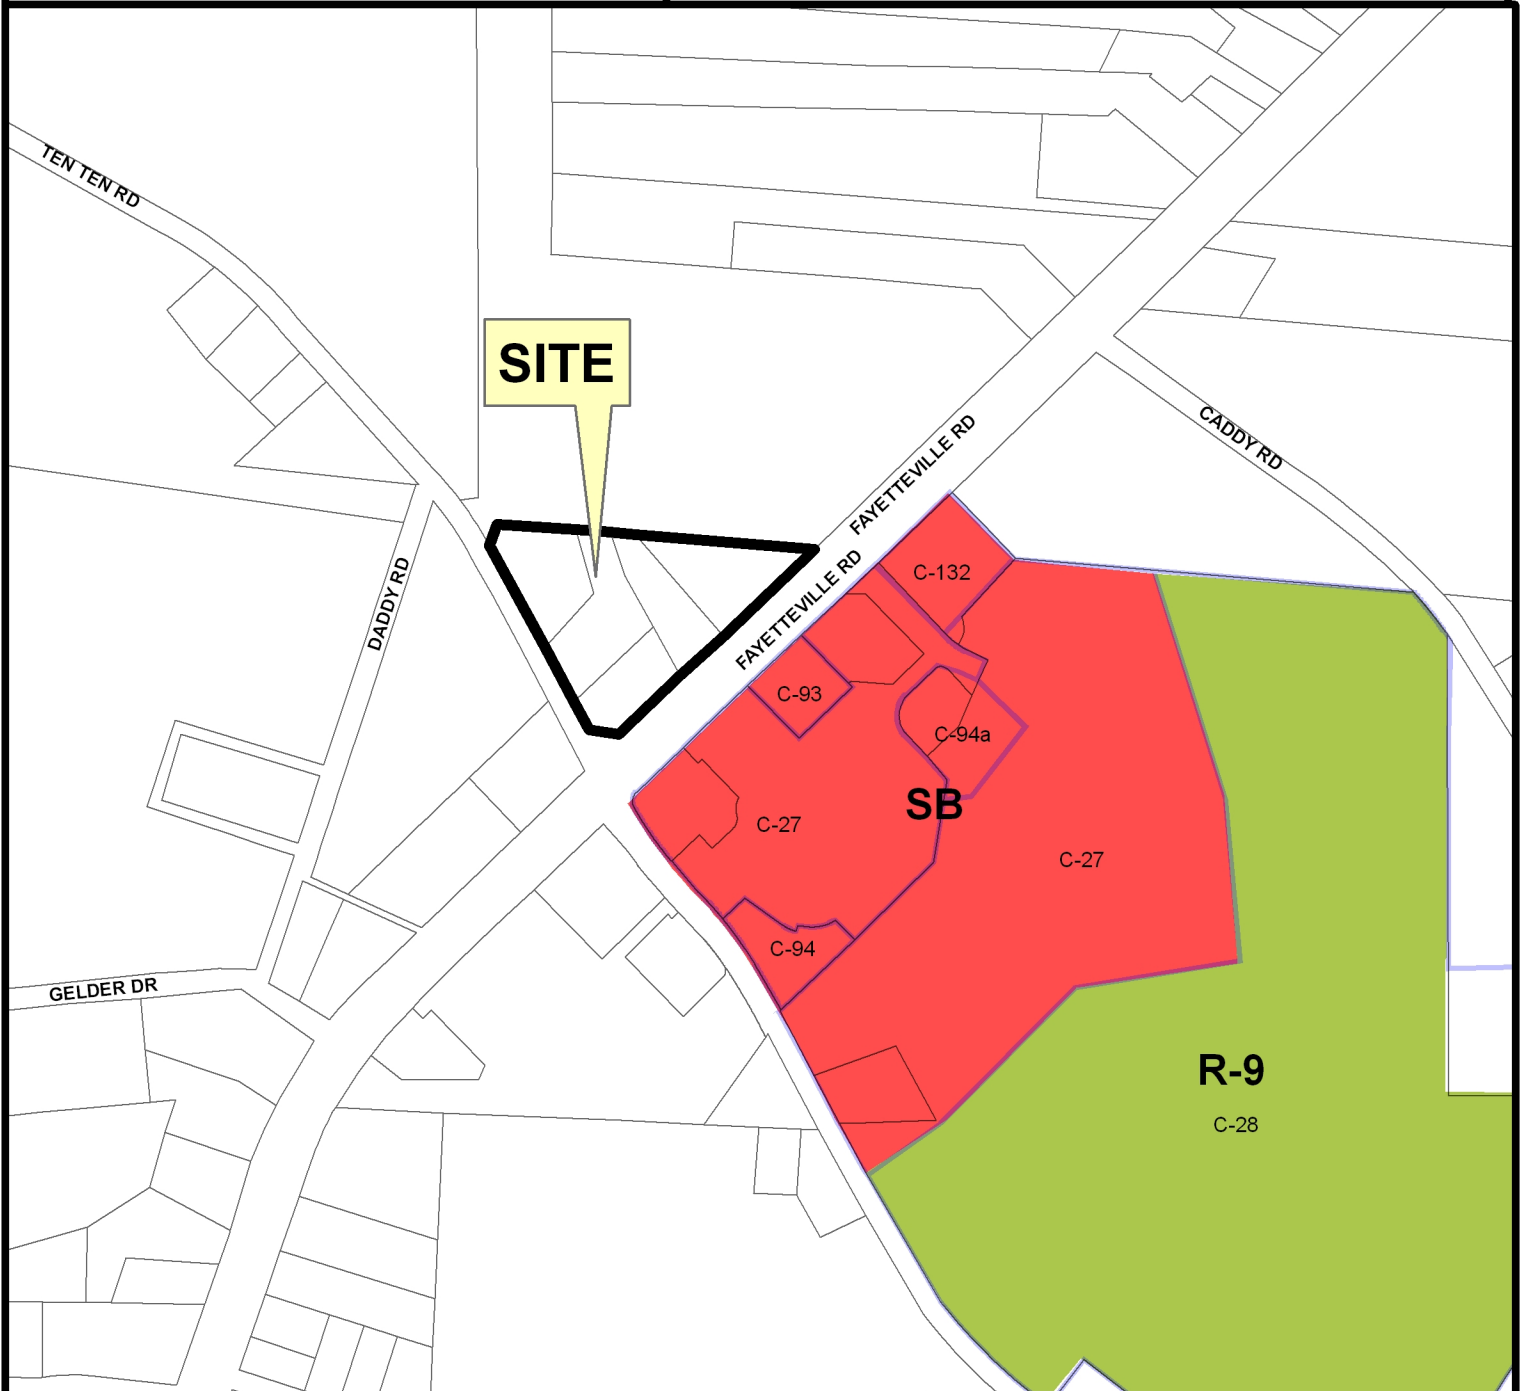 TEN TEN RD
SITE
FAYETTEVILLE RD
CADDY RD
DADDY RD
FAYETTEVILLE RD
C-132
C-93
C-94a
SB
C-27
C-27
C-94
GELDER DR
R-9
C-28